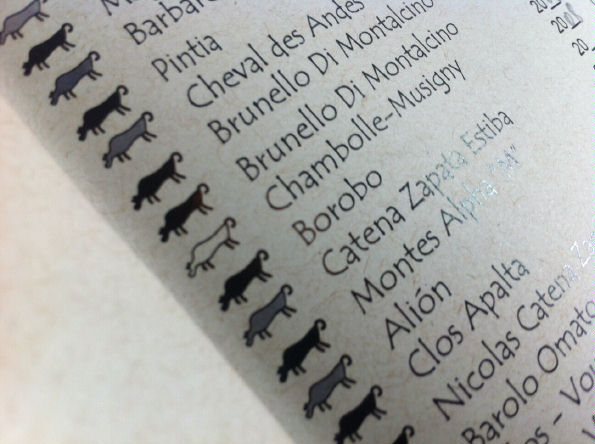 Pintia
Cheval des Andes
Brunello Di Montalcino
Brunello Di Montalcino
Chambolle-Musigny
Borobo
Catena Zapata Estiba
Montes Alpha "M"
Alión
Clos Apalta
Nicolas Catena
Barolo